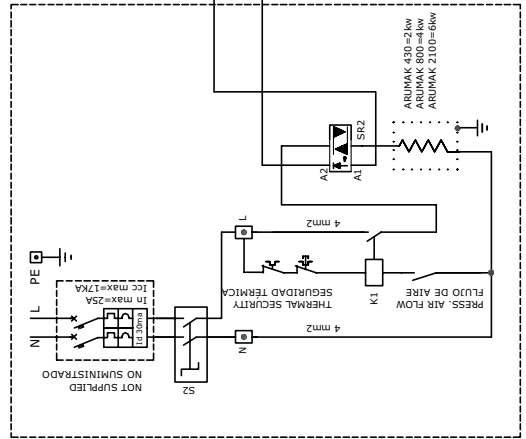 ARUMAK 430=2kw
ARUMAK 800=4kw
ARUMAK 2100=6kw
SR2
A2
A1
L
4 mm2
PE
In max=25A
Icc max=17KA
THERMAL SECURITY
SEGURIDAD TÉRMICA
K1
PRESS. AIR FLOW
FLUJO DE AIRE
L
N
Id 30ma
4 mm2
N
S2
NOT SUPPLIED
NO SUMINISTRADO